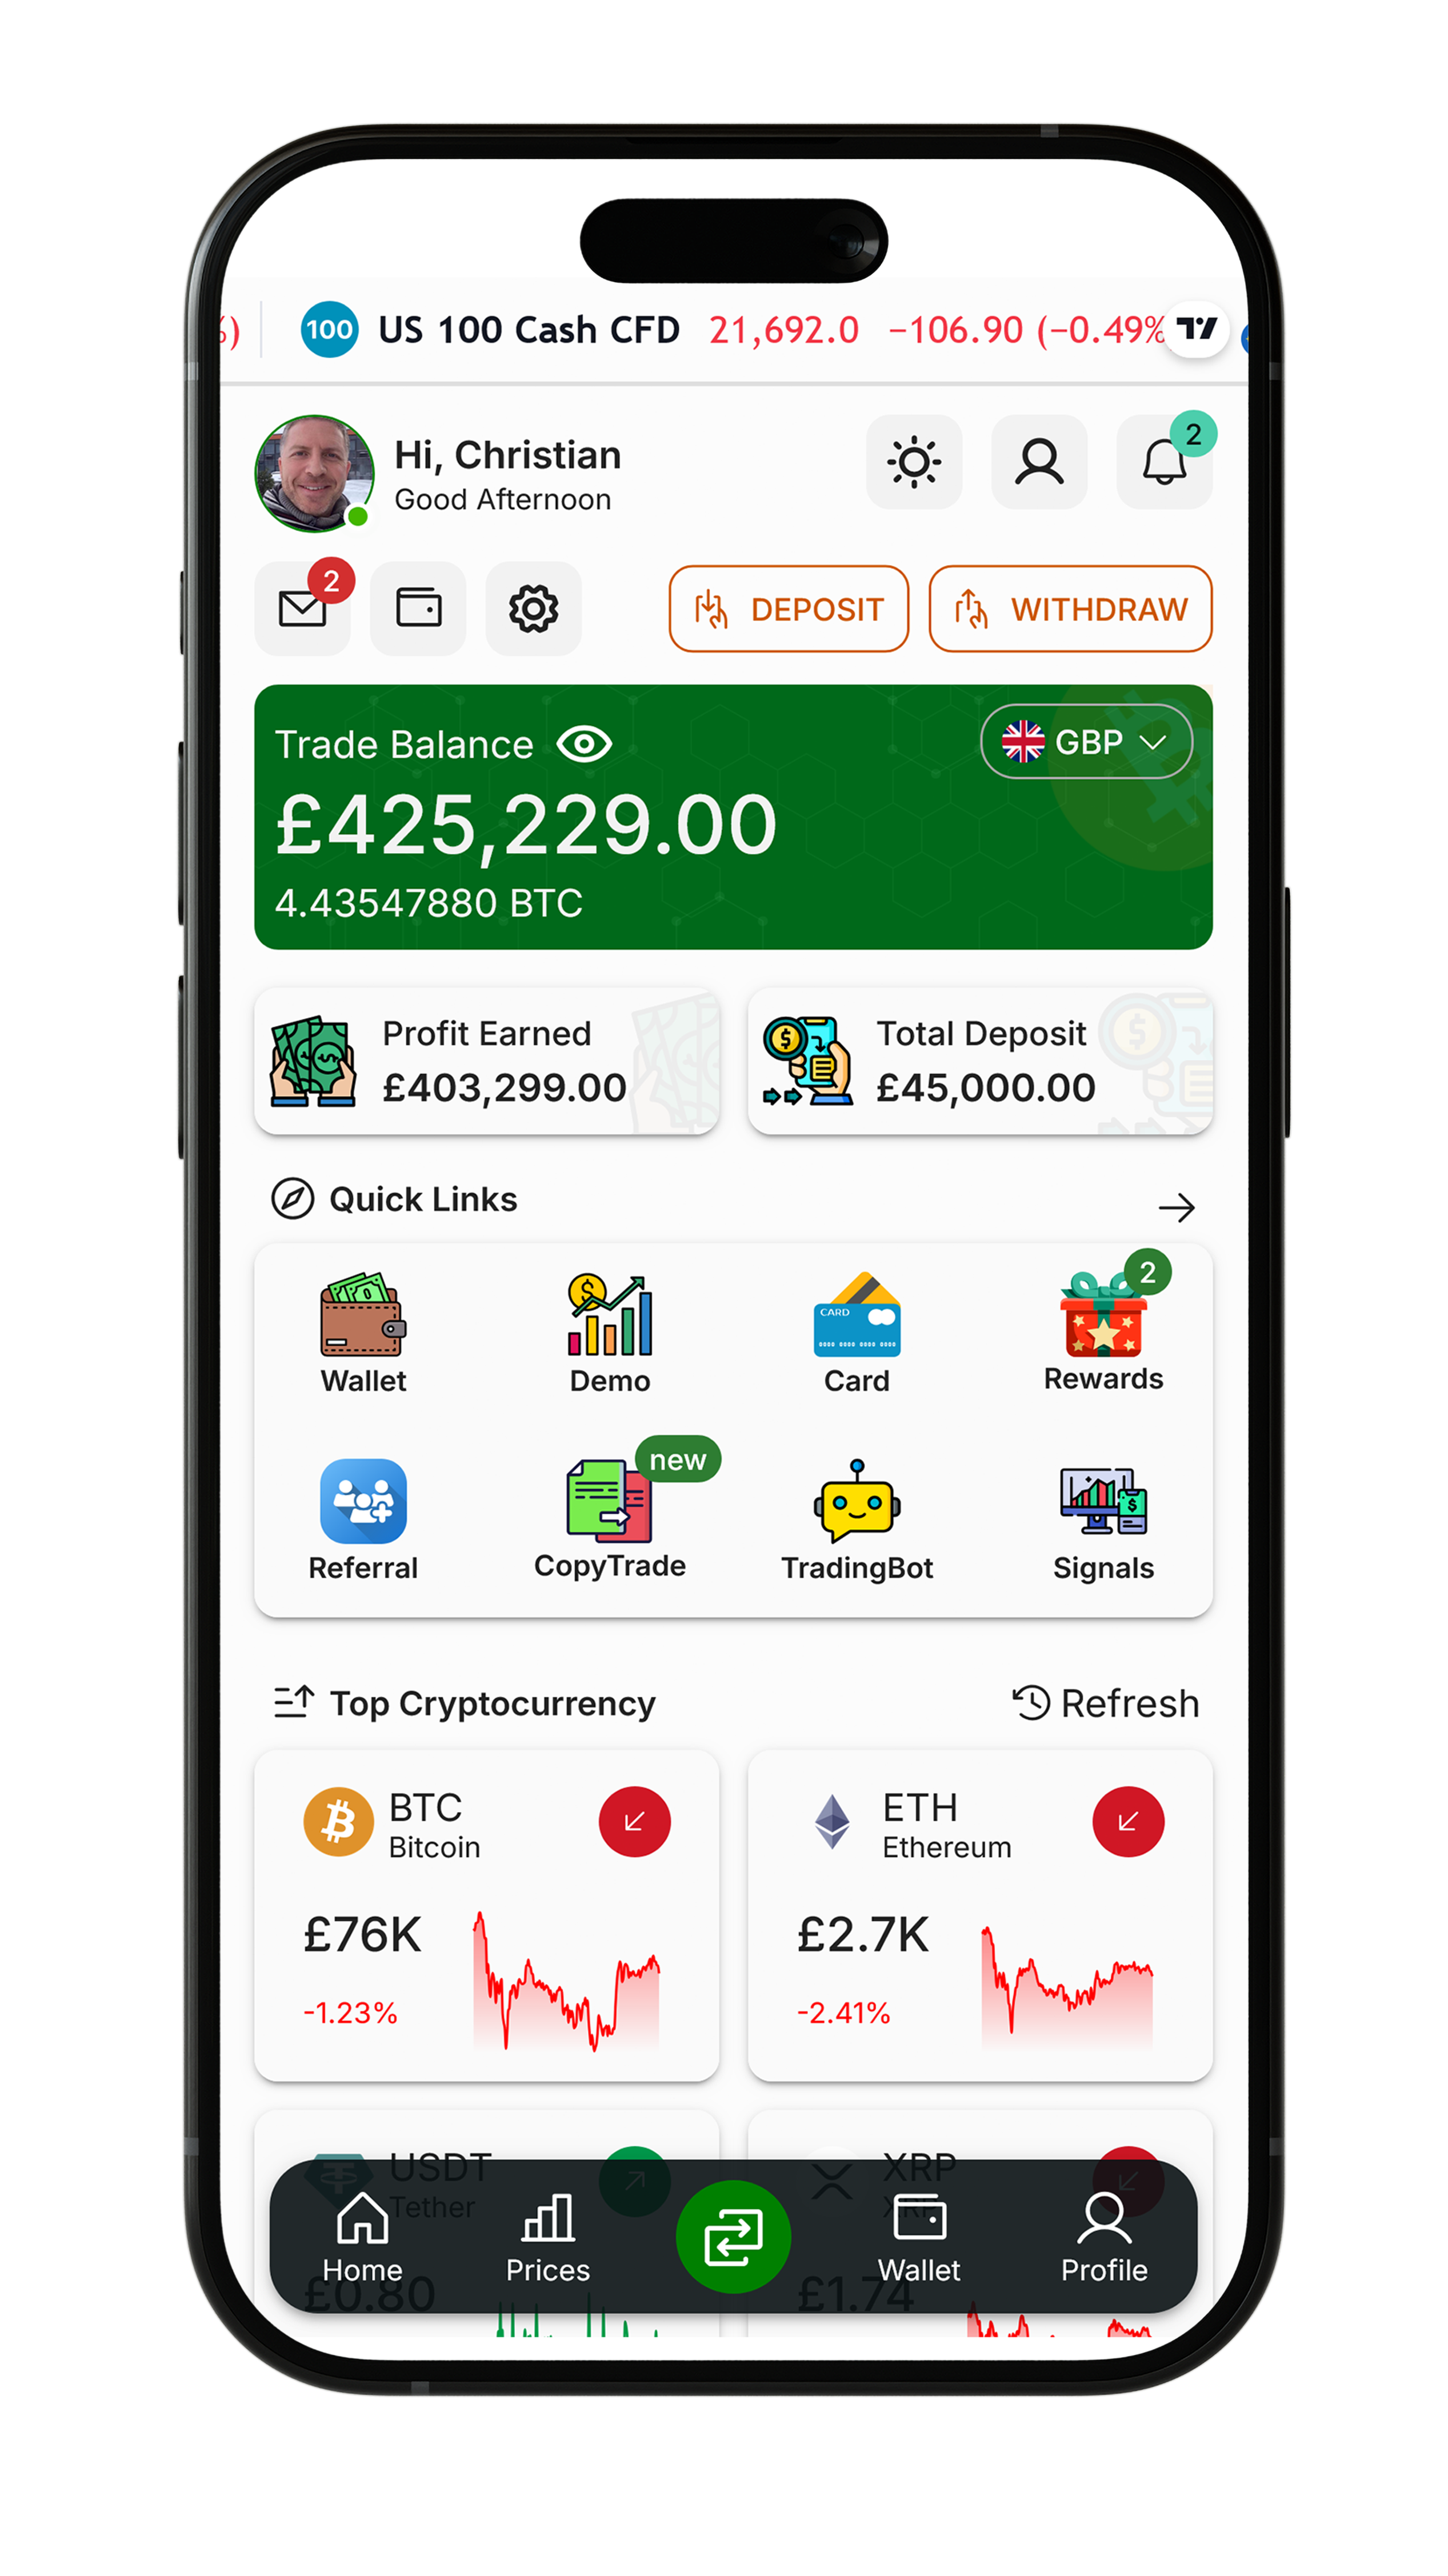 %)
100 US 100 Cash CFD 21,692.0 −106.90 (−0.49%
Hi, Christian
Good Afternoon
2
2
DEPOSIT
WITHDRAW
Trade Balance
GBP
£425,229.00
4.43547880 BTC
Profit Earned
£403,299.00
Total Deposit
£45,000.00
Quick Links
Wallet
Demo
CARD
Card
2
Rewards
Referral
new
CopyTrade
TradingBot
Signals
Top Cryptocurrency
Refresh
BTC
Bitcoin
£76K
-1.23%
ETH
Ethereum
£2.7K
-2.41%
USDT
Tether
£0.80
XRP
XRP
£1.74
Home
Prices
Wallet
Profile